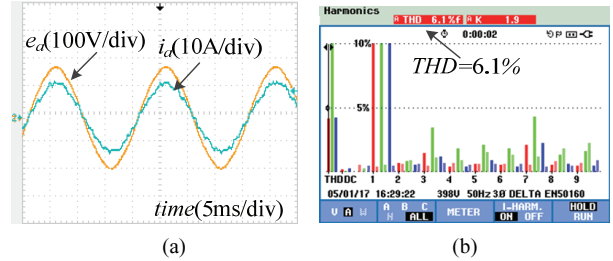 e_a(100V/div)
i_a(10A/div)
time(5ms/div)
(a)
Harmonics
A THD 6.1%f A K 1.9
0:00:02
THD=6.1%
10%
5%
THDDC 1 2 3 4 5 6 7 8 9
05/01/17 16:29:22 398V 50Hz 3Ø DELTA EN50160
V A W
A B C
N ALL
METER
I-HARM.
ON OFF
HOLD
RUN
(b)